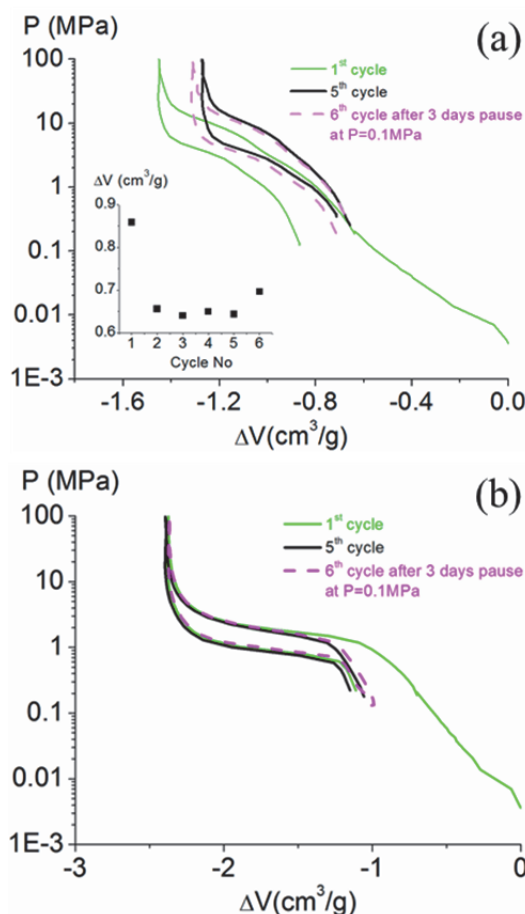 P (MPa)
(a)
100
1st cycle
5th cycle
6th cycle after 3 days pause
at P=0.1MPa
10
ΔV (cm³/g)
1
0.9
0.8
0.1
0.7
0.01
0.6
1 2 3 4 5 6
Cycle No
1E-3
-1.6 -1.2 -0.8 -0.4 0.0
ΔV(cm³/g)
P (MPa)
(b)
100
1st cycle
5th cycle
6th cycle after 3 days pause
at P=0.1MPa
10
1
0.1
0.01
1E-3
-3 -2 -1 0
ΔV(cm³/g)